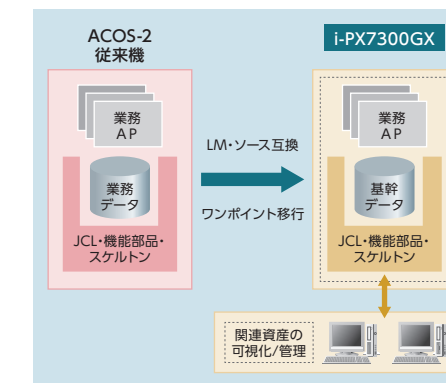 ACOS-2
従来機
業務
AP
業務
データ
JCL・機能部品・
スケルトン
LM・ソース互換
ワンポイント移行
i-PX7300GX
業務
AP
基幹
データ
JCL・機能部品・
スケルトン
関連資産の
可視化/管理